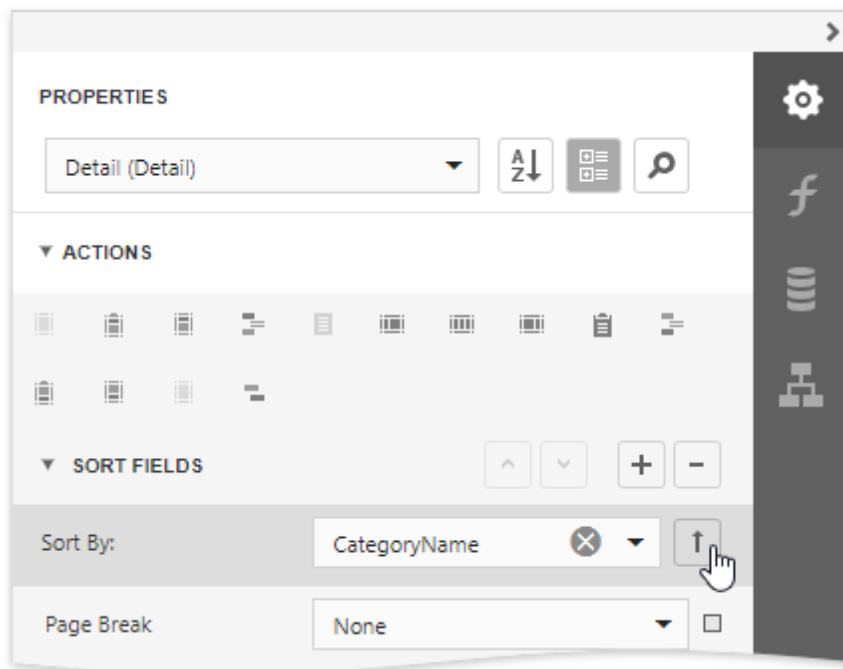 PROPERTIES
Detail (Detail)
A
Z
ACTIONS
SORT FIELDS
Sort By:
CategoryName
Page Break
None